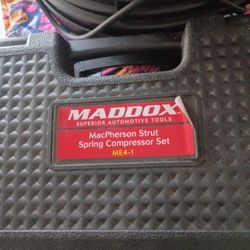 MADDOX
SUPERIOR AUTOMOTIVE TOOLS
MacPherson Strut
Spring Compressor Set
ME4-1